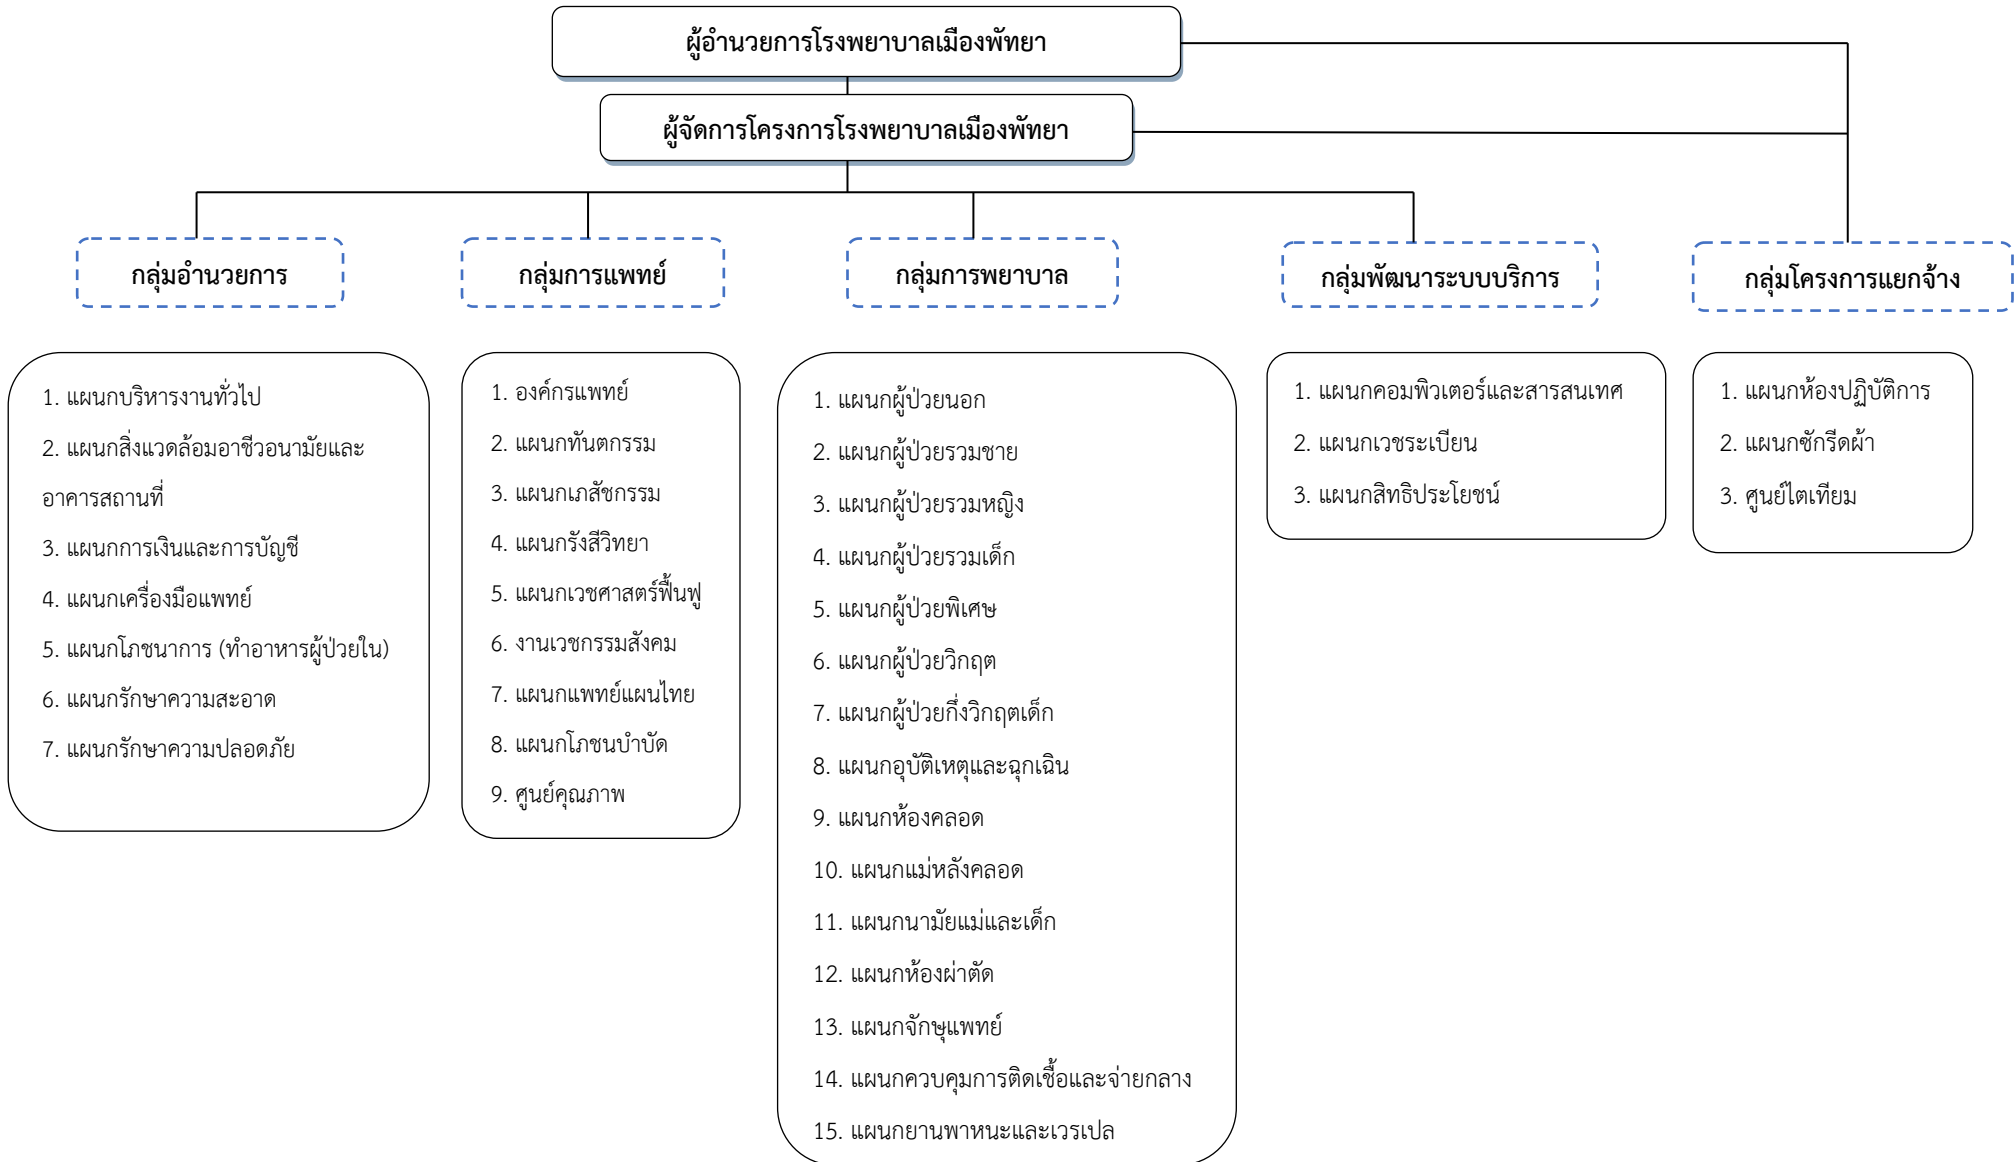 ผู้อำนวยการโรงพยาบาลเมืองพัทยา
ผู้จัดการโครงการโรงพยาบาลเมืองพัทยา
กลุ่มอำนวยการ
กลุ่มการแพทย์
กลุ่มการพยาบาล
กลุ่มพัฒนาระบบบริการ
กลุ่มโครงการแยกจ้าง
1. แผนกบริหารงานทั่วไป
2. แผนกสิ่งแวดล้อมอาชีวอนามัยและ
อาคารสถานที่
3. แผนกการเงินและการบัญชี
4. แผนกเครื่องมือแพทย์
5. แผนกโภชนาการ (ทำอาหารผู้ป่วยใน)
6. แผนกรักษาความสะอาด
7. แผนกรักษาความปลอดภัย
1. องค์กรแพทย์
2. แผนกทันตกรรม
3. แผนกเภสัชกรรม
4. แผนกรังสีวิทยา
5. แผนกเวชศาสตร์ฟื้นฟู
6. งานเวชกรรมสังคม
7. แผนกแพทย์แผนไทย
8. แผนกโภชนบำบัด
9. ศูนย์คุณภาพ
1. แผนกผู้ป่วยนอก
2. แผนกผู้ป่วยรวมชาย
3. แผนกผู้ป่วยรวมหญิง
4. แผนกผู้ป่วยรวมเด็ก
5. แผนกผู้ป่วยพิเศษ
6. แผนกผู้ป่วยวิกฤต
7. แผนกผู้ป่วยกึ่งวิกฤตเด็ก
8. แผนกอุบัติเหตุและฉุกเฉิน
9. แผนกห้องคลอด
10. แผนกแม่หลังคลอด
11. แผนกนามัยแม่และเด็ก
12. แผนกห้องผ่าตัด
13. แผนกจักษุแพทย์
14. แผนกควบคุมการติดเชื้อและจ่ายกลาง
15. แผนกยานพาหนะและเวรเปล
1. แผนกคอมพิวเตอร์และสารสนเทศ
2. แผนกเวชระเบียน
3. แผนกสิทธิประโยชน์
1. แผนกห้องปฏิบัติการ
2. แผนกซักรีดผ้า
3. ศูนย์ไตเทียม